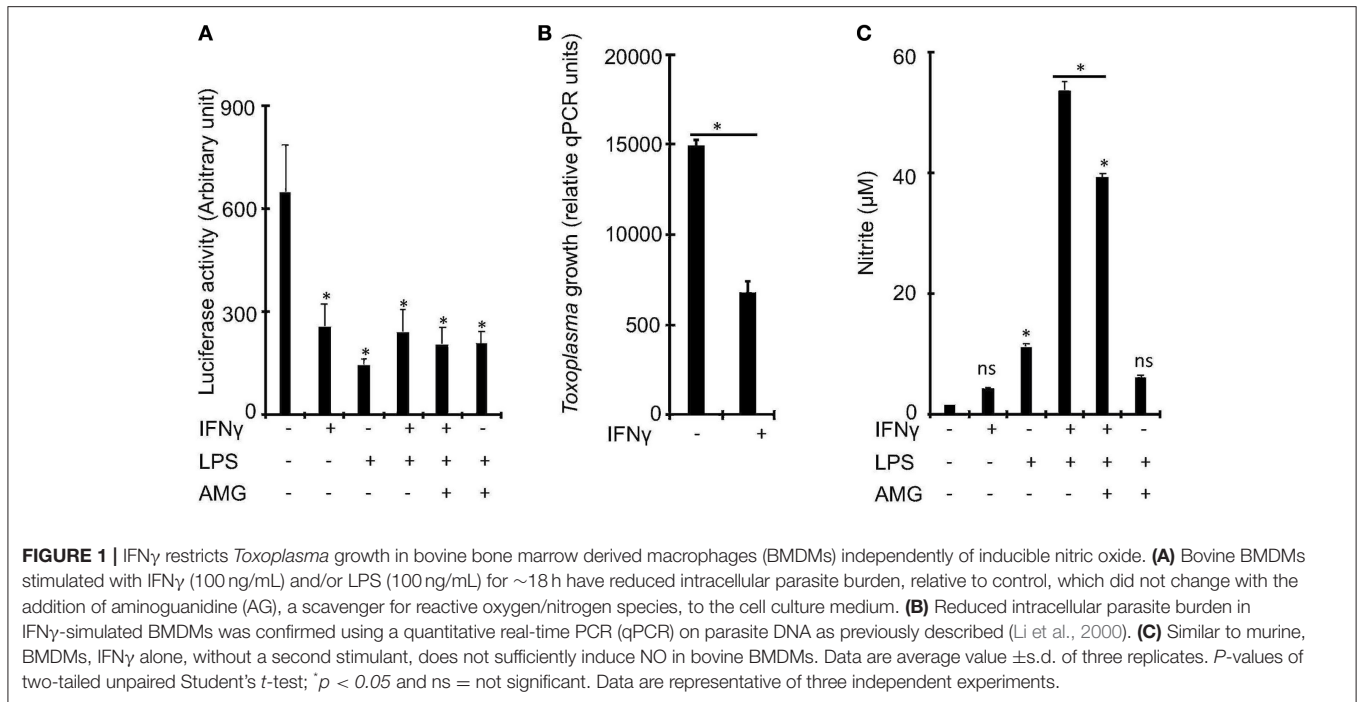 A
Luciferase activity (Arbitrary unit)
900
600
300
0
* * * * *
IFNγ - + - + + -
LPS - - + + + +
AMG - - - - + +
B
Toxoplasma growth (relative qPCR units)
20000
15000
10000
500
0
*
IFNγ - +
C
Nitrite (µM)
60
40
20
0
*
ns * * ns
IFNγ - + - + + -
LPS - - + + + +
AMG - - - - + +
FIGURE 1 | IFNγ restricts Toxoplasma growth in bovine bone marrow derived macrophages (BMDMs) independently of inducible nitric oxide. (A) Bovine BMDMs
stimulated with IFNγ (100 ng/mL) and/or LPS (100 ng/mL) for ∼18 h have reduced intracellular parasite burden, relative to control, which did not change with the
addition of aminoguanidine (AG), a scavenger for reactive oxygen/nitrogen species, to the cell culture medium. (B) Reduced intracellular parasite burden in
IFNγ-simulated BMDMs was confirmed using a quantitative real-time PCR (qPCR) on parasite DNA as previously described (Li et al., 2000). (C) Similar to murine,
BMDMs, IFNγ alone, without a second stimulant, does not sufficiently induce NO in bovine BMDMs. Data are average value ±s.d. of three replicates. P-values of
two-tailed unpaired Student's t-test; *p < 0.05 and ns = not significant. Data are representative of three independent experiments.